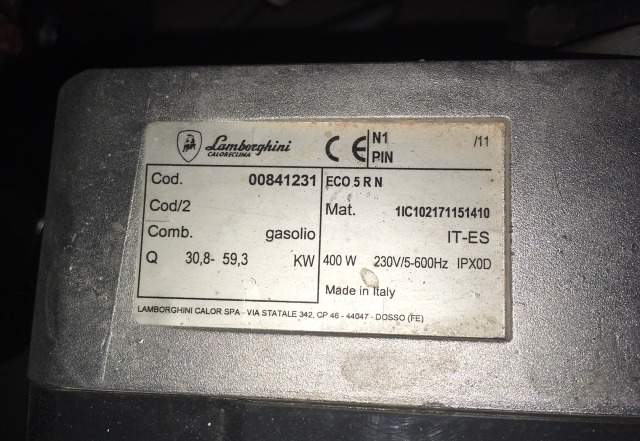 Lamborghini
CALORECLIMA
CE
N1 /11
PIN
Cod. 00841231
ECO 5 R N
Cod/2
Mat. 1IC102171151410
Comb. gasolio
IT-ES
Q 30,8- 59,3 KW
400 W 230V/5-600Hz IPX0D
Made in Italy
LAMBORGHINI CALOR SPA - VIA STATALE 342, CP 46 - 44047 - DOSSO (FE)